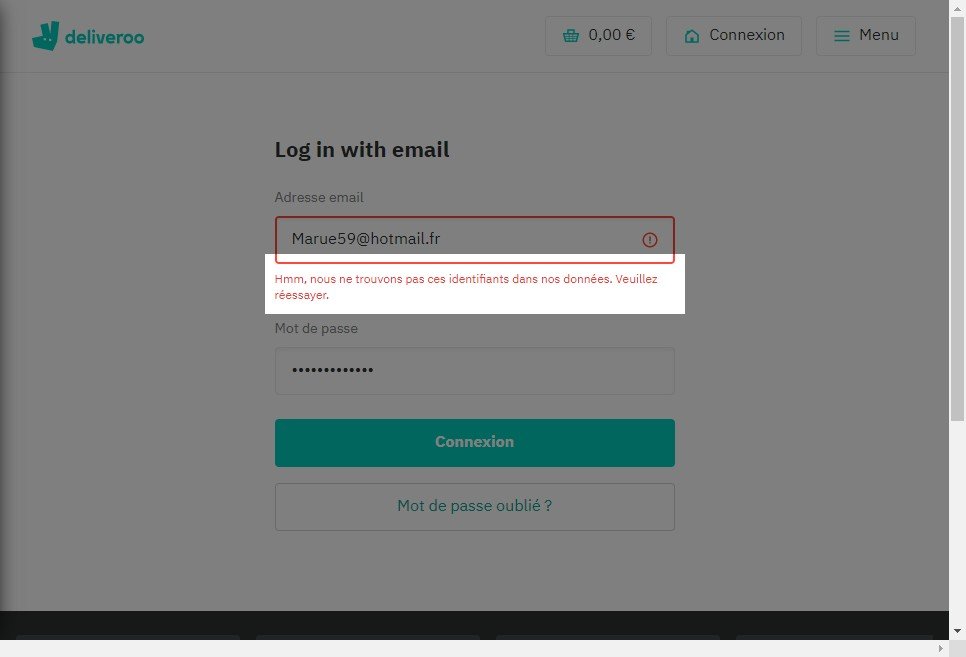 deliveroo
0,00 €
Connexion
Menu
Log in with email
Adresse email
Marue59@hotmail.fr
Hmm, nous ne trouvons pas ces identifiants dans nos données. Veuillez
réessayer.
Mot de passe
•••••••••••••
Connexion
Mot de passe oublié ?